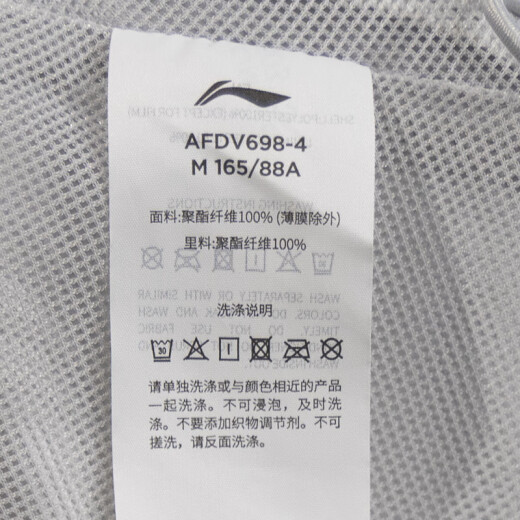 AFDV698-4
M 165/88A
面料:聚酯纤维100% (薄膜除外)
里料:聚酯纤维100%
洗涤说明
30
请单独洗涤或与颜色相近的产品
一起洗涤。不可浸泡，及时洗
涤。不要添加织物调节剂。不可
搓洗，请反面洗涤。